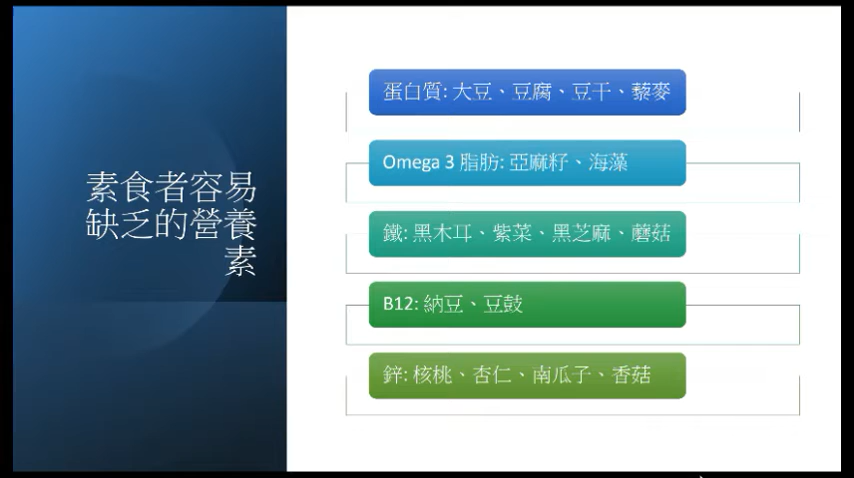 素食者容易
缺乏的營養
素
蛋白質: 大豆、豆腐、豆干、藜麥
Omega 3 脂肪: 亞麻籽、海藻
鐵: 黑木耳、紫菜、黑芝麻、蘑菇
B12: 納豆、豆鼓
鋅: 核桃、杏仁、南瓜子、香菇